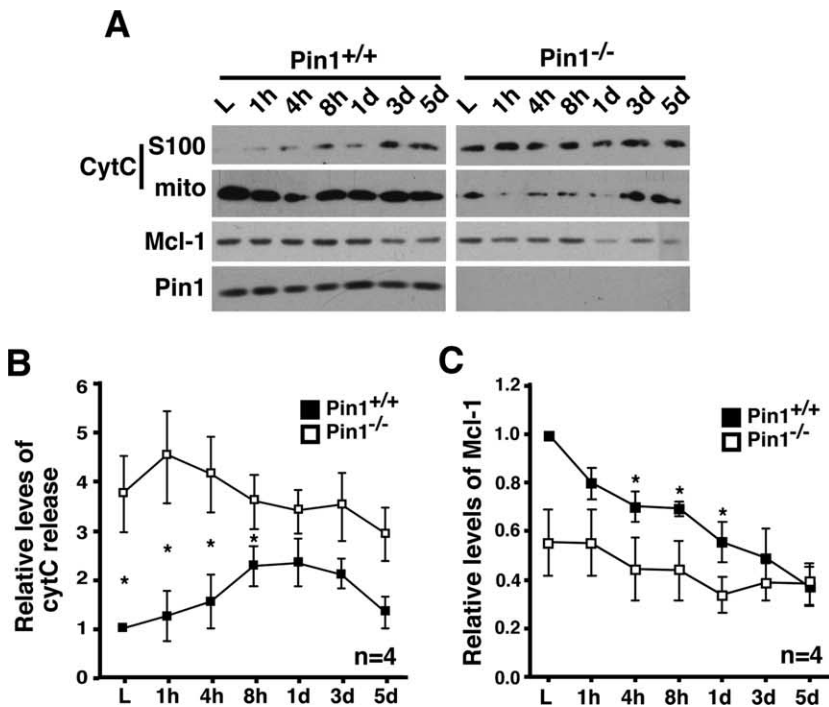 A
Pin1+/+ Pin1-/-
L 1h 4h 8h 1d 3d 5d L 1h 4h 8h 1d 3d 5d
CytC
S100
mito
Mcl-1
Pin1
B
6
5
4
3
2
1
0
Relative leves of
cytC release
Pin1+/+
Pin1-/-
*
*
*
*
n=4
L 1h 4h 8h 1d 3d 5d
C
1.2
1.0
0.8
0.6
0.4
0.2
0.0
Relative levels of Mcl-1
Pin1+/+
Pin1-/-
* * *
n=4
L 1h 4h 8h 1d 3d 5d